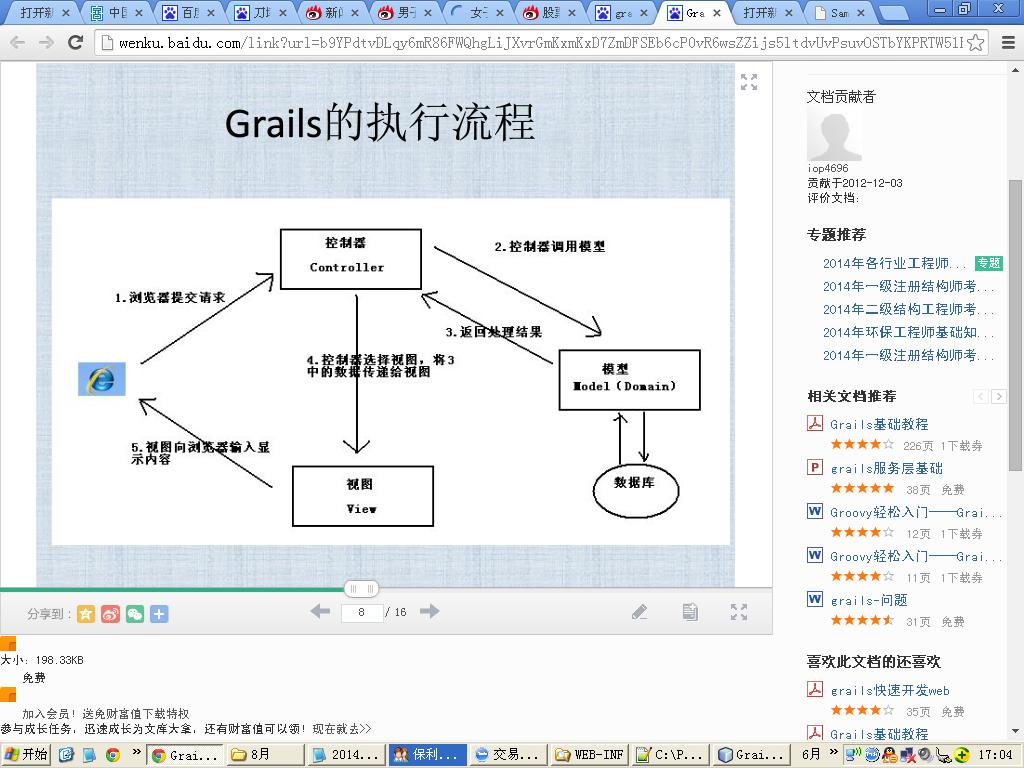 打开新
中国
百度
刀塔
新闻
男子
女子
股票
gra
Gra
打开新
Sam
wenku.baidu.com/link?url=b9YPdtvDLqy6mR86FWQhgLiJXvrGmKxmKxD7ZmDFSEb6cPOvR6wsZZijs5ltdvUvPsuvOSTbYKPRTW51
Grails的执行流程
控制器
Controller
2.控制器调用模型
1.浏览器提交请求
3.返回处理结果
4.控制器选择视图，将3
中的数据传递给视图
模型
Model（Domain）
5.视图向浏览器输入显
示内容
视图
View
数据库
分享到：
8 / 16
大小：198.33KB
免费
加入会员！送免财富值下载特权
参与成长任务，迅速成长为文库大拿，还有财富值可以领！现在就去>>
文档贡献者
iop4696
贡献于2012-12-03
评价文档：
专题推荐
2014年各行业工程师... 专题
2014年一级注册结构师考...
2014年二级结构工程师考...
2014年环保工程师基础知...
2014年一级注册结构师考...
相关文档推荐
Grails基础教程
226页 1下载券
grails服务层基础
38页 免费
Groovy轻松入门——Grai...
12页 1下载券
Groovy轻松入门——Grai...
11页 1下载券
grails-问题
31页 免费
喜欢此文档的还喜欢
grails快速开发web
35页 免费
Grails基础教程
开始
Grai...
8月
2014...
保利...
交易...
WEB-INF
C:\P...
Grai...
6月
17:04